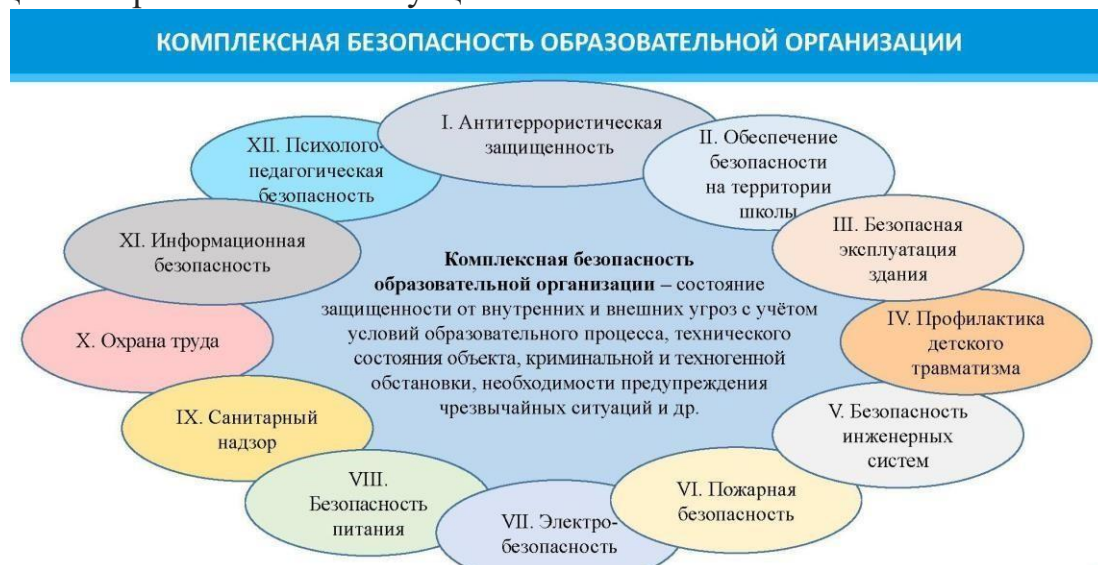 КОМПЛЕКСНАЯ БЕЗОПАСНОСТЬ ОБРАЗОВАТЕЛЬНОЙ ОРГАНИЗАЦИИ
I. Антитеррористическая
защищенность
II. Обеспечение
безопасности
на территории
школы
III. Безопасная
эксплуатация
здания
IV. Профилактика
детского
травматизма
V. Безопасность
инженерных
систем
VI. Пожарная
безопасность
VII. Электро-
безопасность
VIII.
Безопасность
питания
IX. Санитарный
надзор
X. Охрана труда
XI. Информационная
безопасность
XII. Психолого-
педагогическая
безопасность
Комплексная безопасность
образовательной организации – состояние
защищенности от внутренних и внешних угроз с учётом
условий образовательного процесса, технического
состояния объекта, криминальной и техногенной
обстановки, необходимости предупреждения
чрезвычайных ситуаций и др.